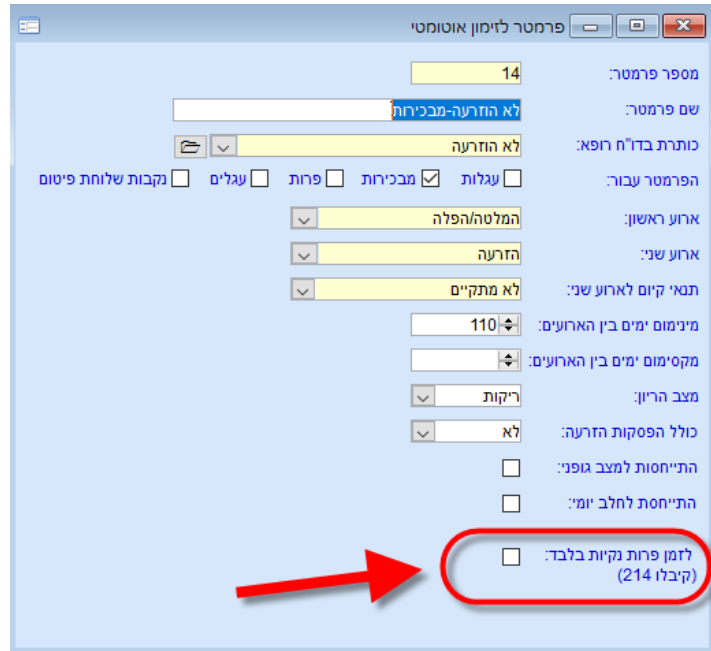 פרמטר לזימון אוטומטי
מספר פרמטר: 14
שם פרמטר: לא הוזרעה-מבכירות
כותרת בדו"ח רופא: לא הוזרעה
הפרמטר עבור: עגלות מבכירות פרות עגלים נקבות שלוחת פיטום
ארוע ראשון: המלטה/הפלה
ארוע שני: הזרעה
תנאי קיום לארוע שני: לא מתקיים
מינימום ימים בין הארועים: 110
מקסימום ימים בין הארועים:
מצב הריון: ריקות
כולל הפסקות הזרעה: לא
התייחסות למצב גופני:
התייחסת לחלב יומי:
לזמן פרות נקיות בלבד:
(קיבלו 214)